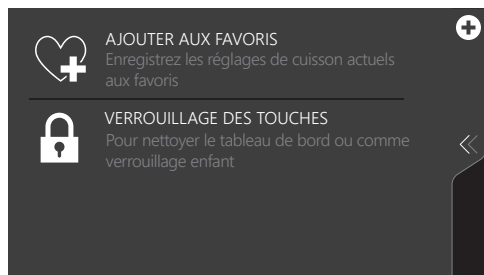 AJOUTER AUX FAVORIS
Enregistrez les réglages de cuisson actuels
aux favoris
VERROUILLAGE DES TOUCHES
Pour nettoyer le tableau de bord ou comme
verrouillage enfant